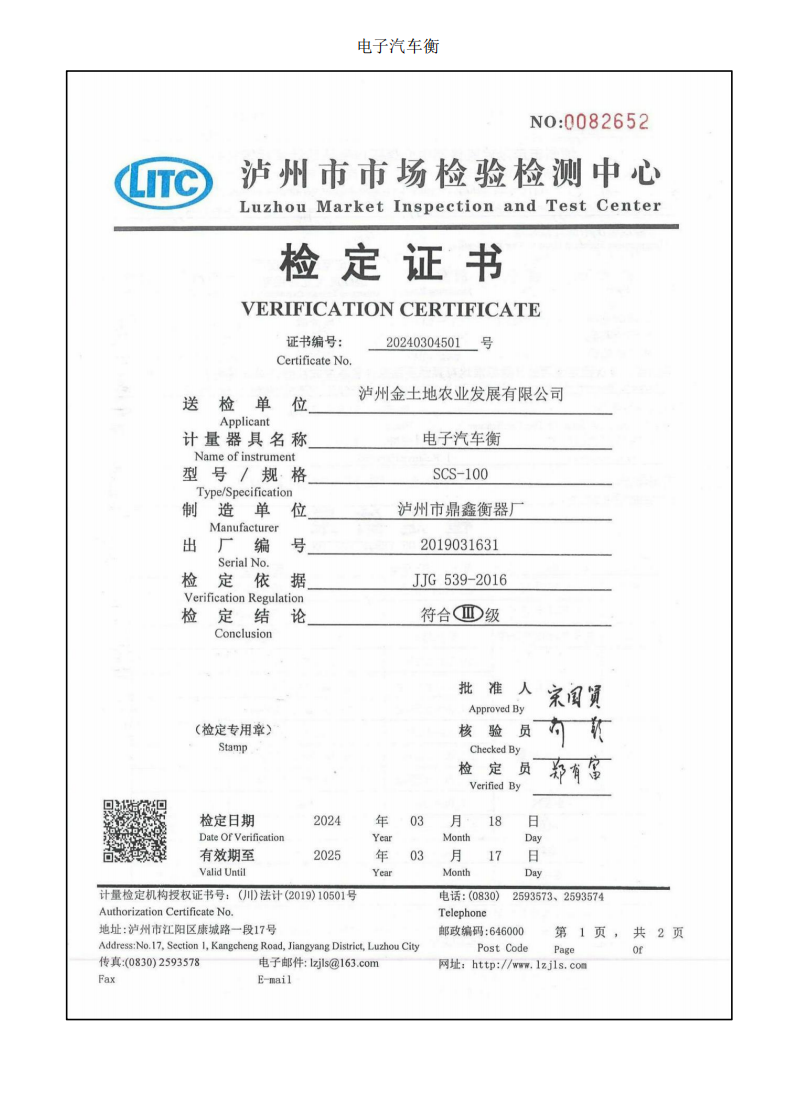 电子汽车衡
NO:0082652
LITC
泸州市市场检验检测中心
Luzhou Market Inspection and Test Center
检定证书
VERIFICATION CERTIFICATE
证书编号: 20240304501 号
Certificate No.
送检单位 泸州金土地农业发展有限公司
Applicant
计量器具名称 电子汽车衡
Name of instrument
型号/规格 SCS-100
Type/Specification
制造单位 泸州市鼎鑫衡器厂
Manufacturer
出厂编号 2019031631
Serial No.
检定依据 JJG 539-2016
Verification Regulation
检定结论 符合Ⅲ级
Conclusion
批准人
Approved By
(检定专用章) 核验员
Stamp Checked By
检定员 郑有富
Verified By
检定日期 2024 年 03 月 18 日
Date Of Verification Year Month Day
有效期至 2025 年 03 月 17 日
Valid Until Year Month Day
计量检定机构授权证书号: (川)法计(2019)10501号 电话:(0830) 2593573、2593574
Authorization Certificate No. Telephone
地址:泸州市江阳区康城路一段17号 邮政编码:646000 第 1 页, 共 2 页
Address:No.17, Section 1, Kangcheng Road, Jiangyang District, Luzhou City Post Code Page Of
传真:(0830) 2593578 电子邮件: lzjls@163.com 网址: http://www.lzjls.com
Fax E-mail